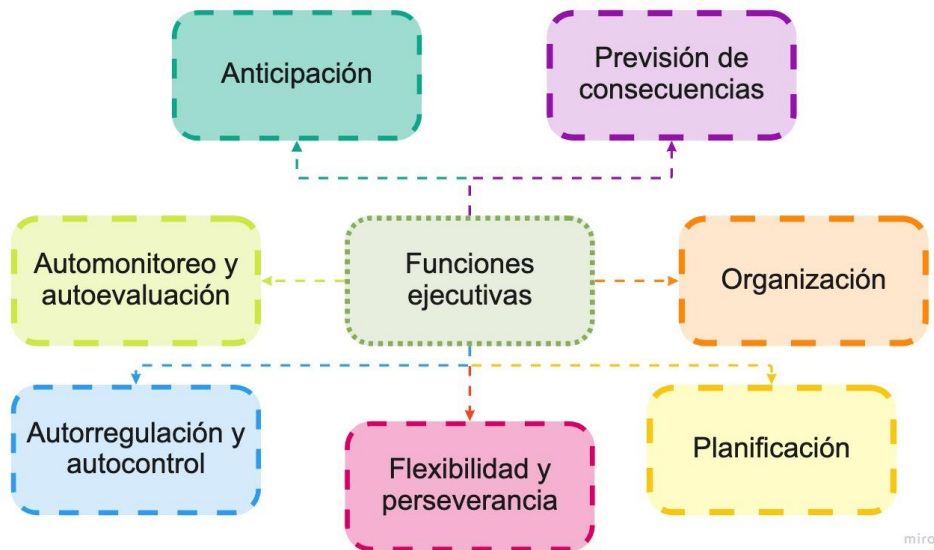 Anticipación
Previsión de
consecuencias
Automonitoreo y
autoevaluación
Funciones
ejecutivas
Organización
Autorregulación y
autocontrol
Flexibilidad y
perseverancia
Planificación
miro